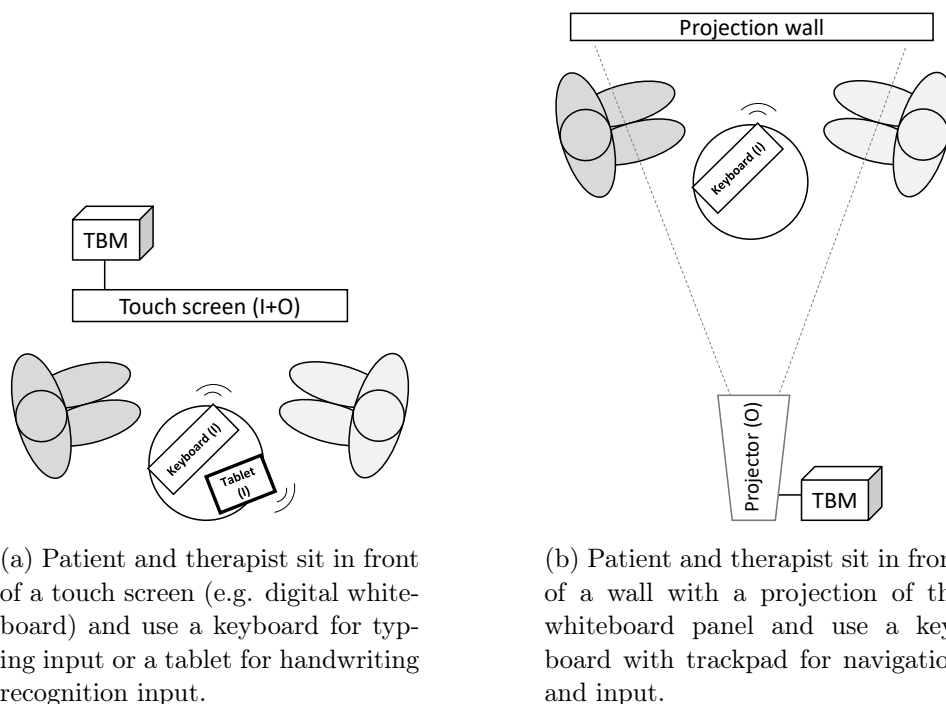 Projection wall
Keyboard (I)
TBM
Touch screen (I+O)
Keyboard (I)
Tablet
(I)
Projector (O)
TBM
(a) Patient and therapist sit in front
of a touch screen (e.g. digital white-
board) and use a keyboard for typ-
ing input or a tablet for handwriting
recognition input.
(b) Patient and therapist sit in fron
of a wall with a projection of th
whiteboard panel and use a key
board with trackpad for navigatio
and input.